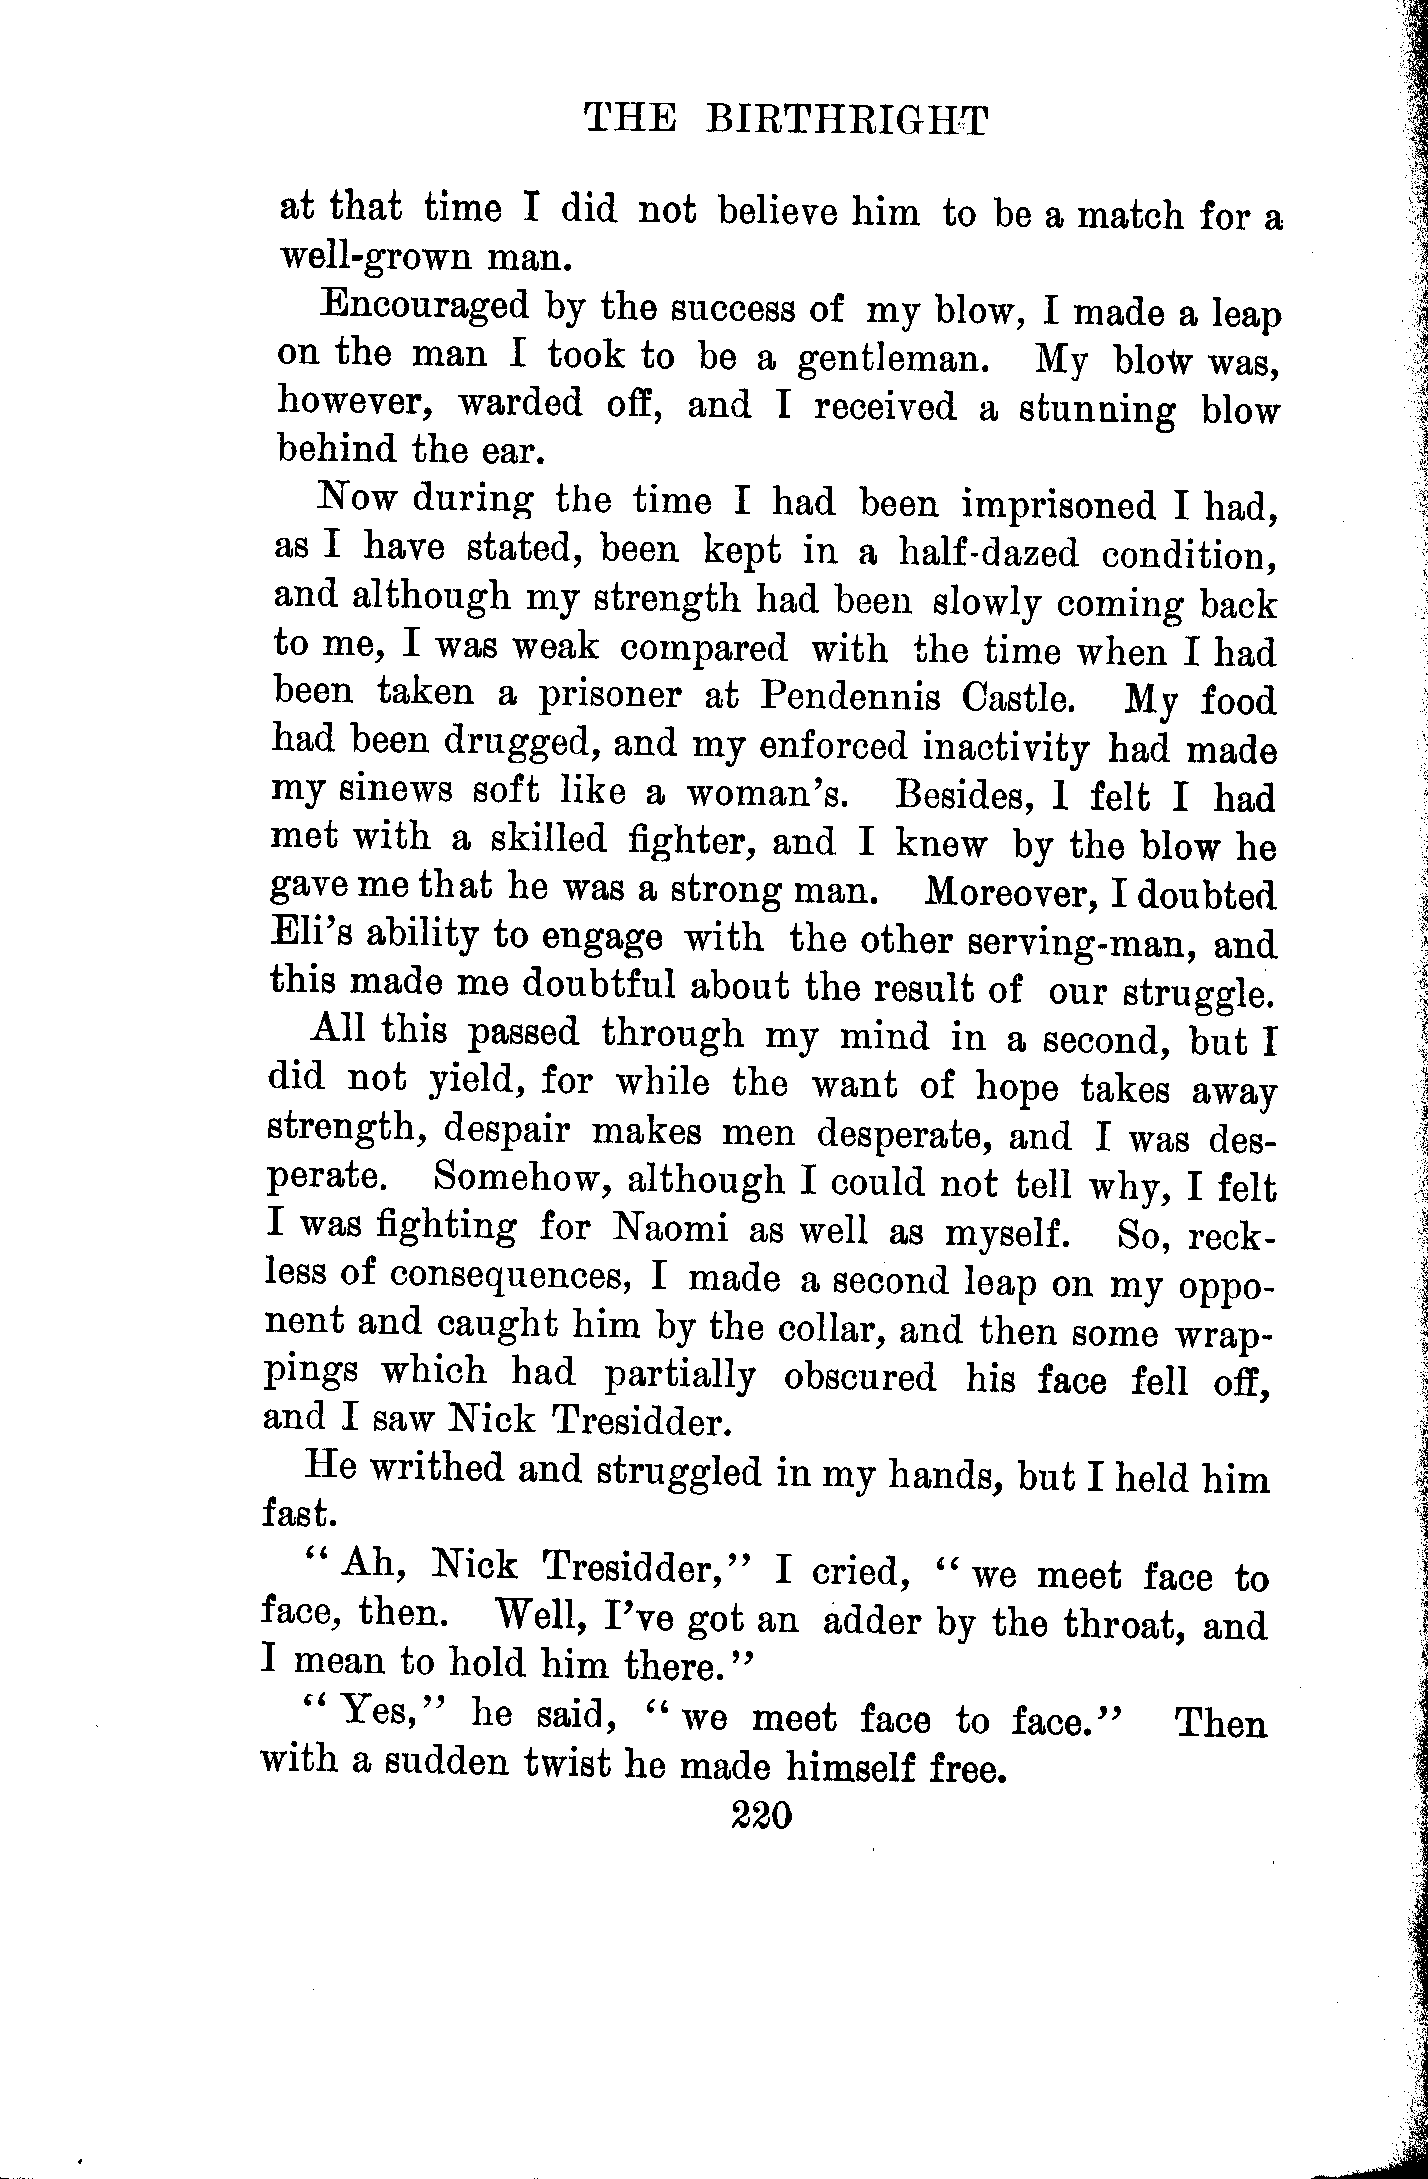 THE BIRTHRIGHT
at that time I did not believe him to be a match for a
well-grown man.
Encouraged by the success of my blow, I made a leap
on the man I took to be a gentleman. My blow was,
however, warded off, and I received a stunning blow
behind the ear.
Now during the time I had been imprisoned I had,
as I have stated, been kept in a half-dazed condition,
and although my strength had been slowly coming back
to me, I was weak compared with the time when I had
been taken a prisoner at Pendennis Castle. My food
had been drugged, and my enforced inactivity had made
my sinews soft like a woman's. Besides, I felt I had
met with a skilled fighter, and I knew by the blow he
gave me that he was a strong man. Moreover, I doubted
Eli's ability to engage with the other serving-man, and
this made me doubtful about the result of our struggle.
All this passed through my mind in a second, but I
did not yield, for while the want of hope takes away
strength, despair makes men desperate, and I was des-
perate. Somehow, although I could not tell why, I felt
I was fighting for Naomi as well as myself. So, reck-
less of consequences, I made a second leap on my oppo-
nent and caught him by the collar, and then some wrap-
pings which had partially obscured his face fell off,
and I saw Nick Tresidder.
He writhed and struggled in my hands, but I held him
fast.
"Ah, Nick Tresidder," I cried, "we meet face to
face, then. Well, I've got an adder by the throat, and
I mean to hold him there."
"Yes," he said, "we meet face to face." Then
with a sudden twist he made himself free.
220